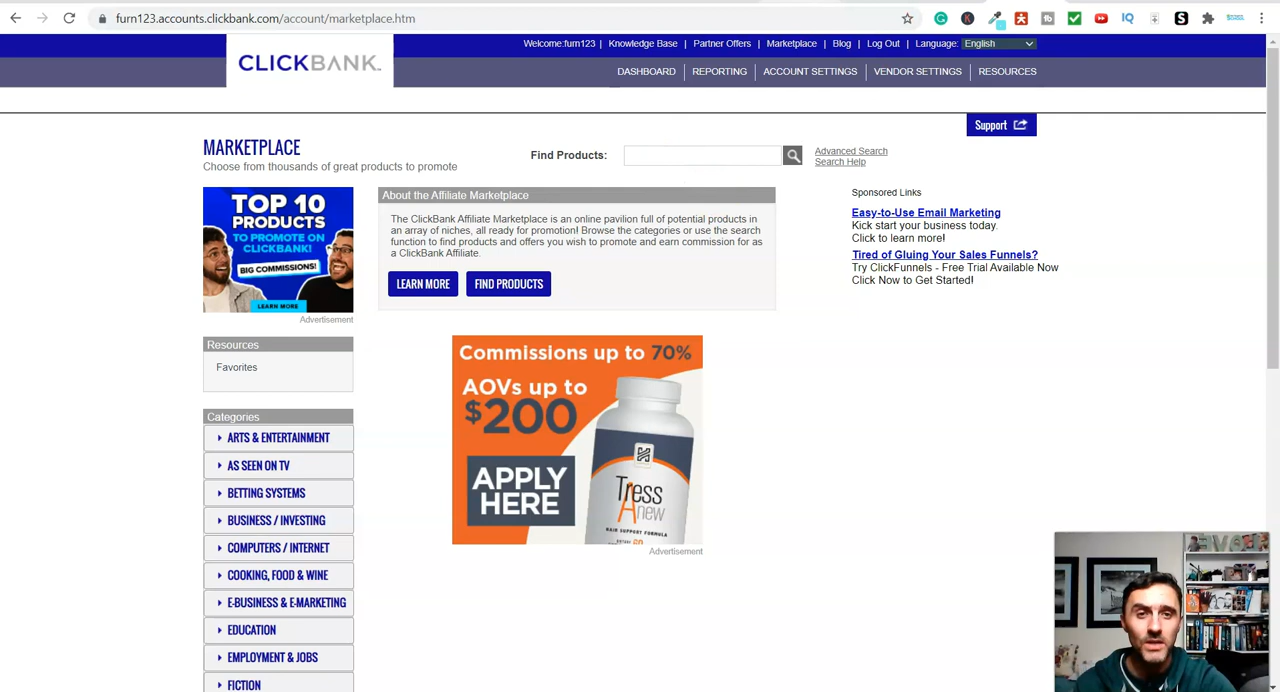 furn123.accounts.clickbank.com/account/marketplace.htm
Welcome:furn123 | Knowledge Base | Partner Offers | Marketplace | Blog | Log Out | Language: English
CLICKBANK
DASHBOARD | REPORTING | ACCOUNT SETTINGS | VENDOR SETTINGS | RESOURCES
Support
MARKETPLACE
Choose from thousands of great products to promote
Find Products:
Advanced Search
Search Help
TOP 10
PRODUCTS
TO PROMOTE ON
CLICKBANK!
BIG COMMISSIONS!
LEARN MORE
Advertisement
About the Affiliate Marketplace
The ClickBank Affiliate Marketplace is an online pavilion full of potential products in
an array of niches, all ready for promotion! Browse the categories or use the search
function to find products and offers you wish to promote and earn commission for as
a ClickBank Affiliate.
LEARN MORE
FIND PRODUCTS
Sponsored Links
Easy-to-Use Email Marketing
Kick start your business today.
Click to learn more!
Tired of Gluing Your Sales Funnels?
Try ClickFunnels - Free Trial Available Now
Click Now to Get Started!
Resources
Favorites
Categories
ARTS & ENTERTAINMENT
AS SEEN ON TV
BETTING SYSTEMS
BUSINESS / INVESTING
COMPUTERS / INTERNET
COOKING, FOOD & WINE
E-BUSINESS & E-MARKETING
EDUCATION
EMPLOYMENT & JOBS
FICTION
Commissions up to 70%
AOVs up to
$200
APPLY
HERE
Tress
Anew
HAIR SUPPORT FORMULA
Advertisement